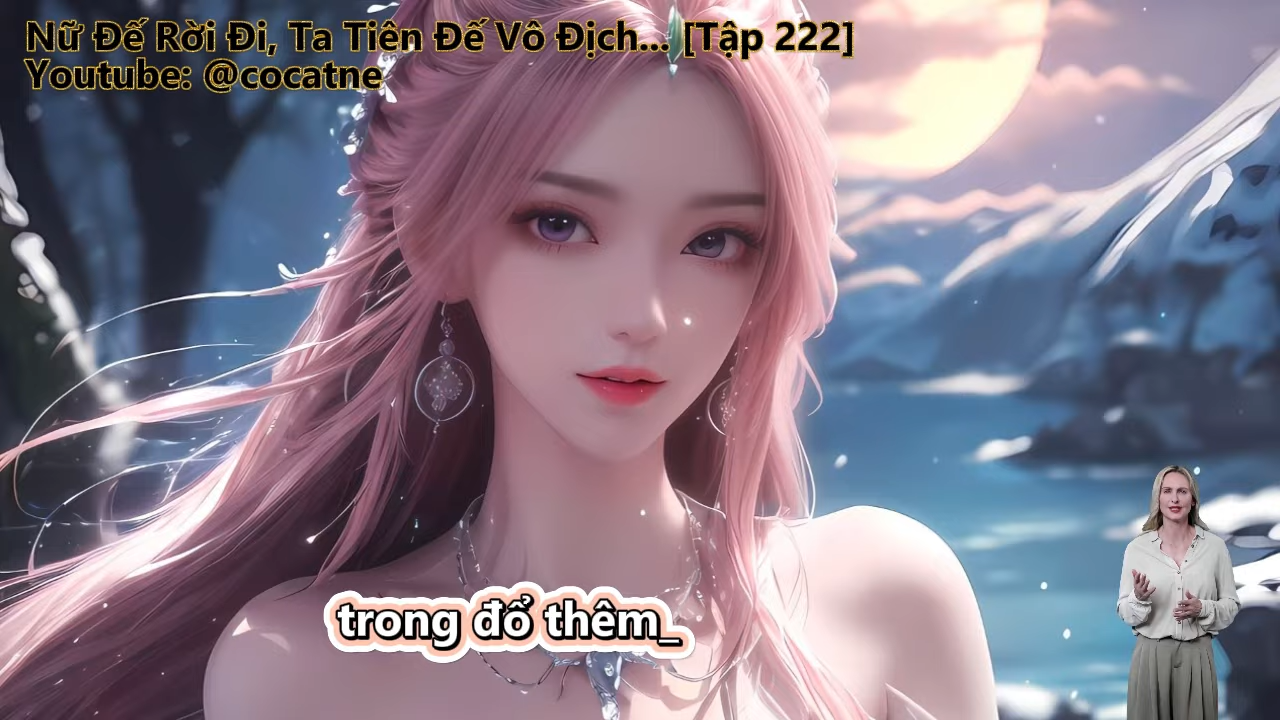 Nữ Đế Rời Đi, Ta Tiên Đế Vô Địch... [Tập 222]
Youtube: @cocatne
trong đổ thêm_